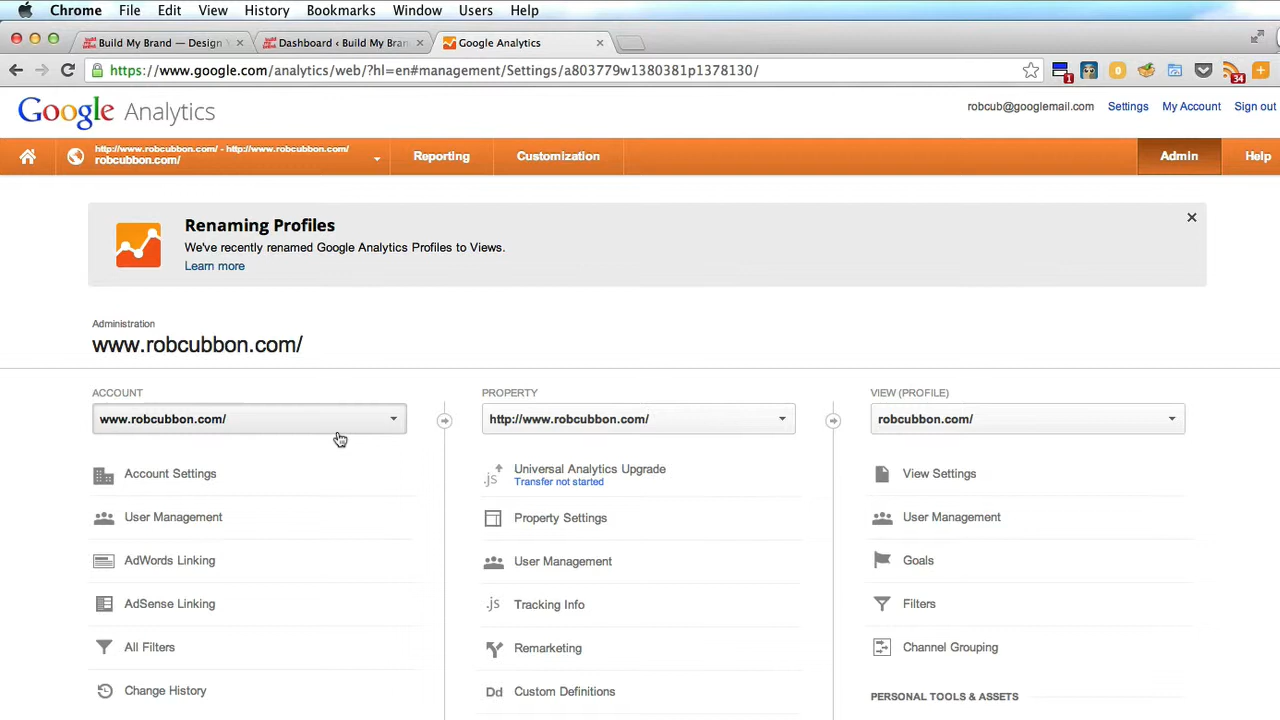 Chrome File Edit View History Bookmarks Window Users Help
Build My Brand — Design
Dashboard ‹ Build My Bran
Google Analytics
https://www.google.com/analytics/web/?hl=en#management/Settings/a803779w1380381p1378130/
1
0
34
Google Analytics
robcub@googlemail.com Settings My Account Sign out
http://www.robcubbon.com/ - http://www.robcubbon.com/
robcubbon.com/
Reporting Customization Admin Help
Renaming Profiles
We've recently renamed Google Analytics Profiles to Views.
Learn more
Administration
www.robcubbon.com/
ACCOUNT
www.robcubbon.com/
Account Settings
User Management
AdWords Linking
AdSense Linking
All Filters
Change History
PROPERTY
http://www.robcubbon.com/
.js
Universal Analytics Upgrade
Transfer not started
Property Settings
User Management
.js Tracking Info
Remarketing
Dd Custom Definitions
VIEW (PROFILE)
robcubbon.com/
View Settings
User Management
Goals
Filters
Channel Grouping
PERSONAL TOOLS & ASSETS